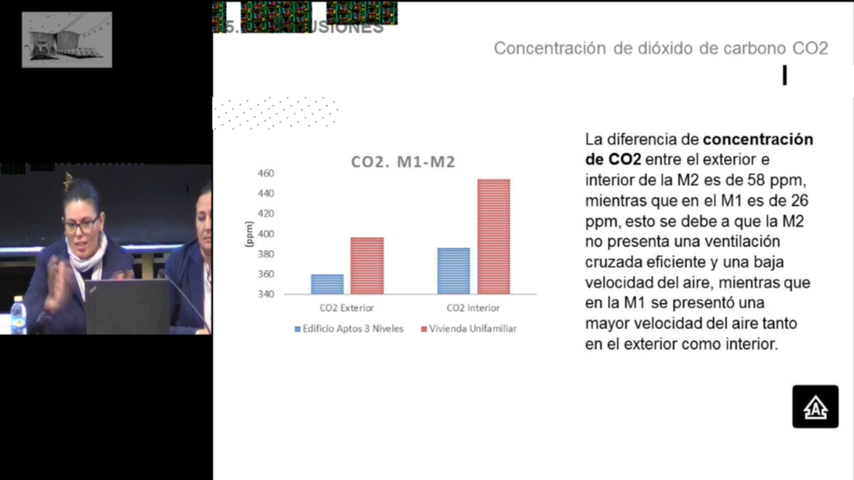 5.
USIONES
Concentración de dióxido de carbono CO2
La diferencia de concentración
de CO2 entre el exterior e
interior de la M2 es de 58 ppm,
mientras que en el M1 es de 26
ppm, esto se debe a que la M2
no presenta una ventilación
cruzada eficiente y una baja
velocidad del aire, mientras que
en la M1 se presentó una
mayor velocidad del aire tanto
en el exterior como interior.
CO2. M1-M2
(ppm)
460
440
420
400
380
360
340
CO2 Exterior
CO2 Interior
Edificio Aptos 3 Niveles
Vivienda Unifamiliar
A